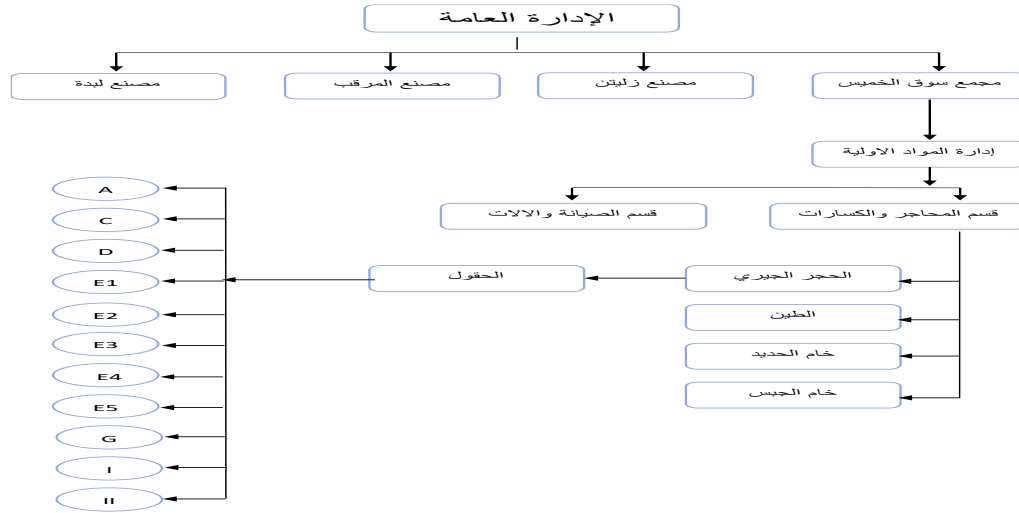 الإدارة العامة
مجمع سوق الخميس
مصنع زليتن
مصنع المرقب
مصنع لبدة
إدارة المواد الاولية
قسم المحاجر والكسارات
قسم الصيانة والالات
الحجر الجيري
الطين
خام الحديد
خام الجبس
الحقول
A
C
D
E1
E2
E3
E4
E5
G
I
II